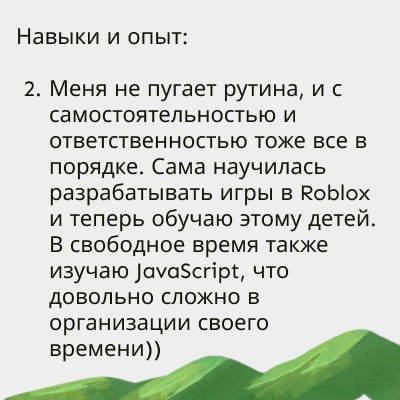 Навыки и опыт:
2. Меня не пугает рутина, и с
самостоятельностью и
ответственностью тоже все в
порядке. Сама научилась
разрабатывать игры в Roblox
и теперь обучаю этому детей.
В свободное время также
изучаю JavaScript, что
довольно сложно в
организации своего
времени))